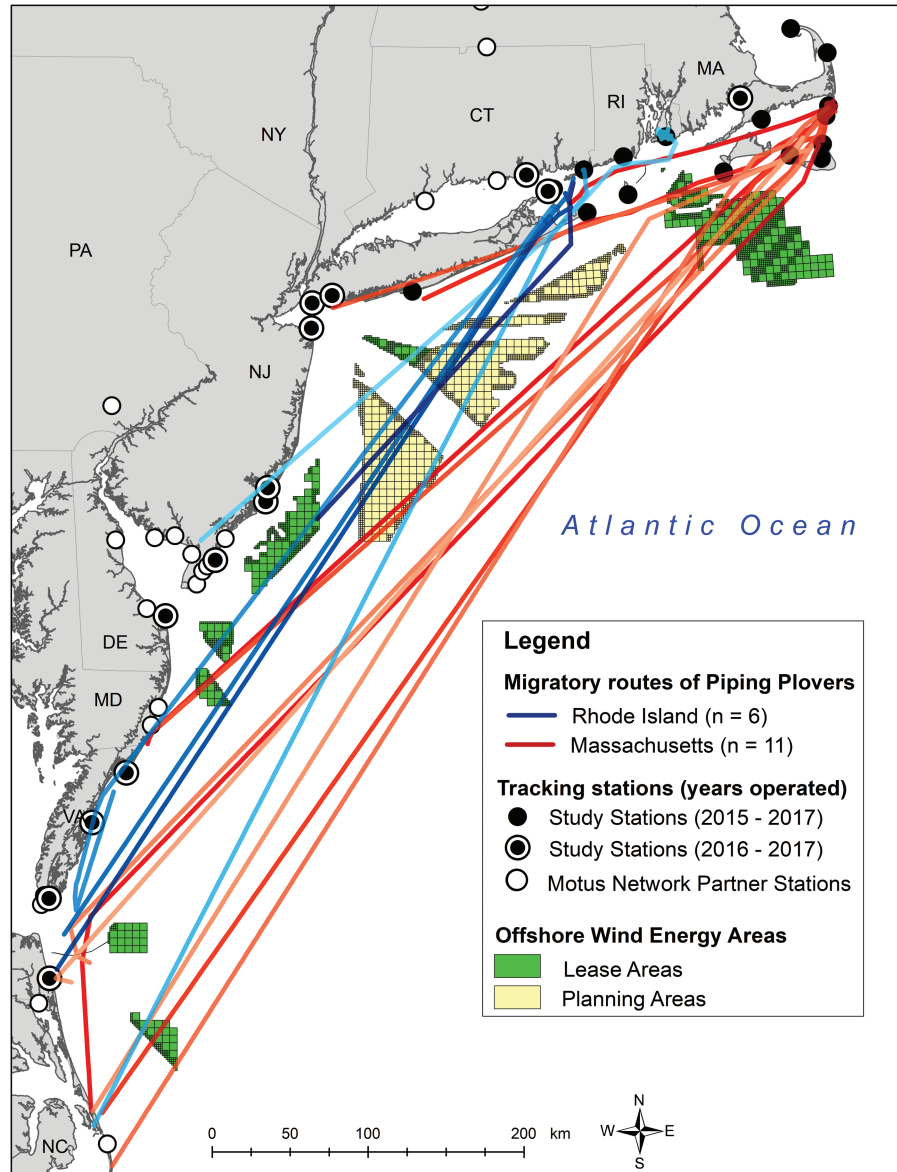 MA
RI
CT
NY
PA
NJ
Atlantic Ocean
DE
MD
VA
NC
Legend
Migratory routes of Piping Plovers
Rhode Island (n = 6)
Massachusetts (n = 11)
Tracking stations (years operated)
Study Stations (2015 - 2017)
Study Stations (2016 - 2017)
Motus Network Partner Stations
Offshore Wind Energy Areas
Lease Areas
Planning Areas
0 50 100 200 km
N
W E
S